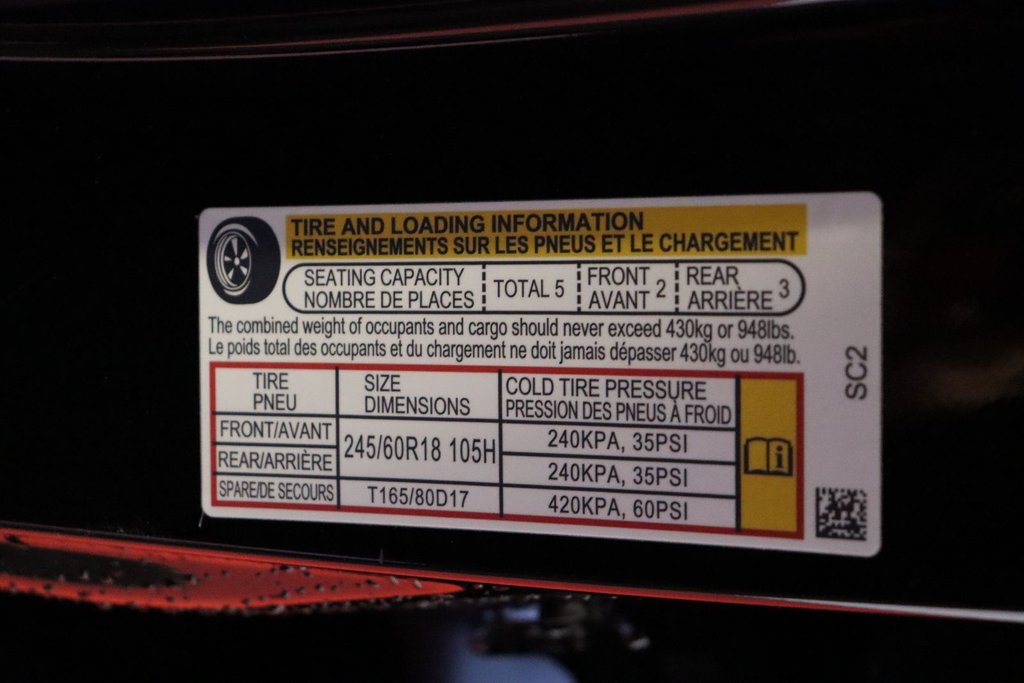 TIRE AND LOADING INFORMATION
RENSEIGNEMENTS SUR LES PNEUS ET LE CHARGEMENT
SEATING CAPACITY
NOMBRE DE PLACES
TOTAL 5
FRONT
AVANT 2
REAR
ARRIÈRE 3
The combined weight of occupants and cargo should never exceed 430kg or 948lbs.
Le poids total des occupants et du chargement ne doit jamais dépasser 430kg ou 948lb.
TIRE
PNEU
SIZE
DIMENSIONS
COLD TIRE PRESSURE
PRESSION DES PNEUS À FROID
FRONT/AVANT
245/60R18 105H
240KPA, 35PSI
REAR/ARRIÈRE
240KPA, 35PSI
SPARE/DE SECOURS
T165/80D17
420KPA, 60PSI
SC2